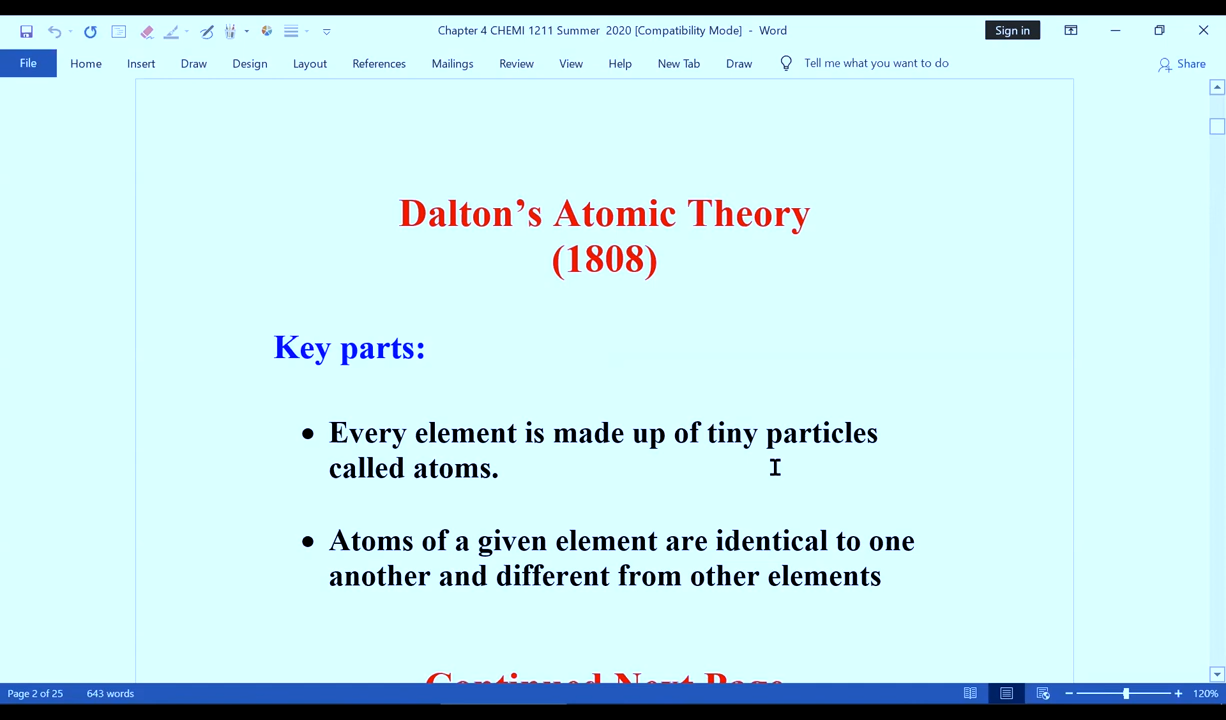 Chapter 4 CHEMI 1211 Summer 2020 [Compatibility Mode] - Word
Sign in
File Home Insert Draw Design Layout References Mailings Review View Help New Tab Draw Tell me what you want to do Share
Dalton’s Atomic Theory
(1808)
Key parts:
• Every element is made up of tiny particles
called atoms.
• Atoms of a given element are identical to one
another and different from other elements
Continued Next Page
Page 2 of 25 643 words 120%